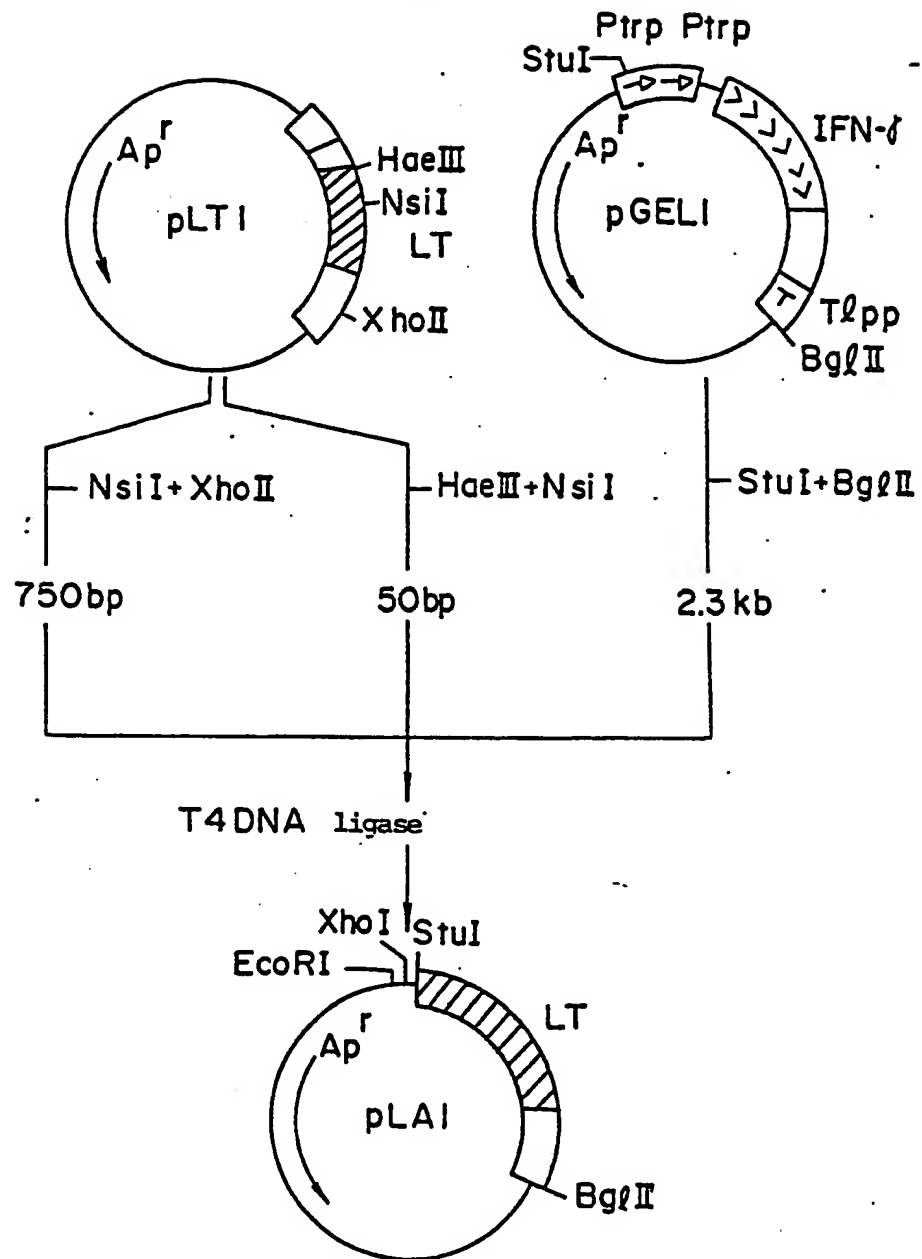 Ptrp Ptrp
StuI
Ap r
HaeIII
NsiI
LT
XhoII
pLT1
IFN-γ
Ap r
pGEL1
Tℓpp
BgℓII
NsiI+XhoII
HaeIII+NsiI
StuI+BgℓII
750bp
50bp
2.3kb
T4DNA ligase
XhoI
StuI
EcoRI
LT
Ap r
pLA1
BgℓII